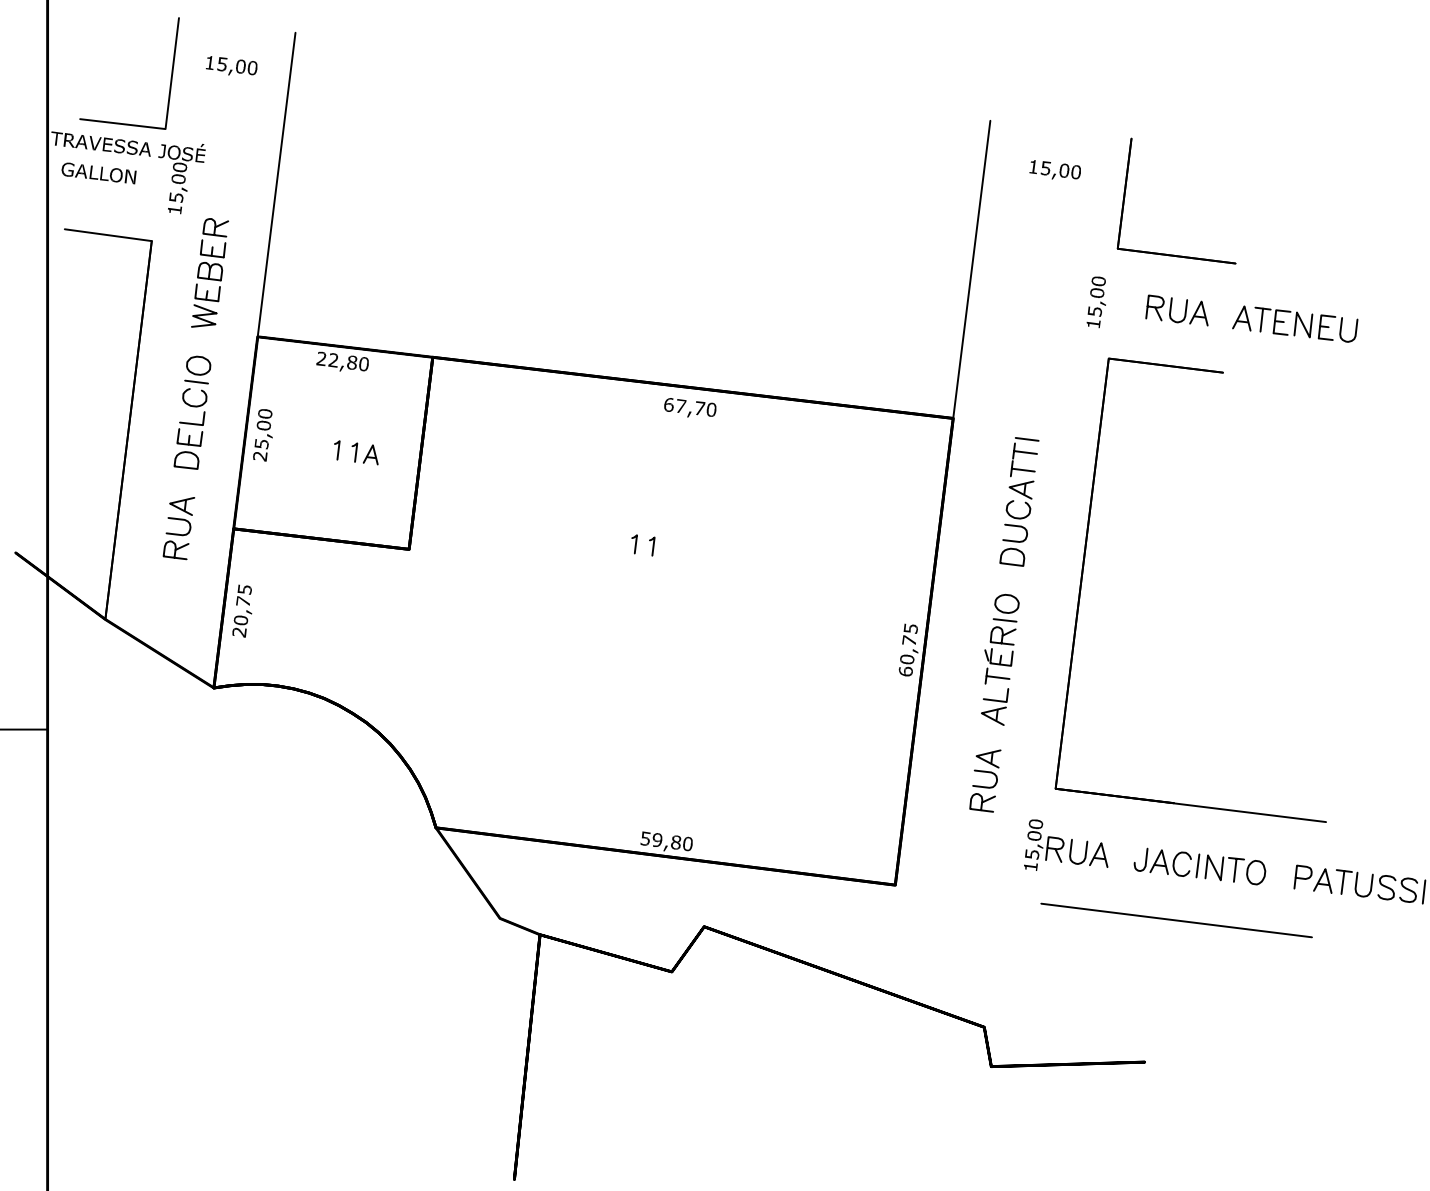 15,00
TRAVESSA JOSÉ
GALLON
15,00
RUA DELCIO WEBER
15,00
15,00
RUA ATENEU
22,80
67,70
25,00
11A
11
RUA ALTÉRIO DUCATTI
20,75
60,75
59,80
15,00
RUA JACINTO PATUSSI